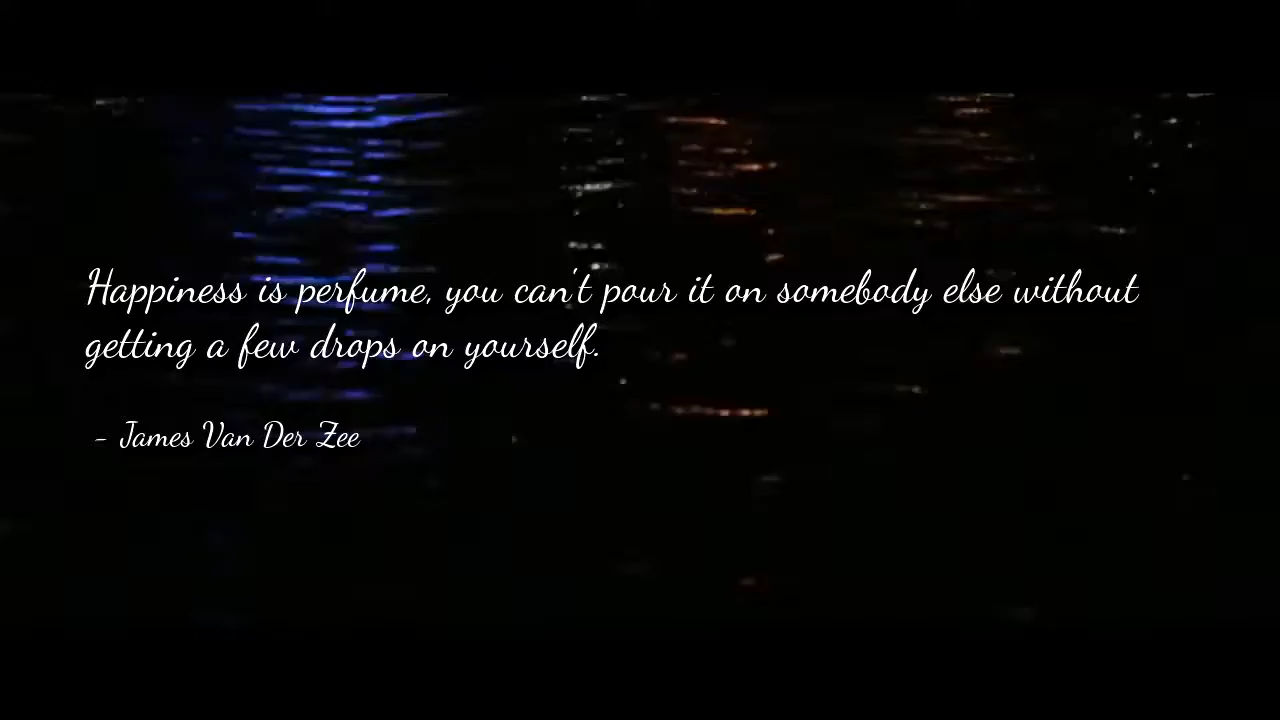 Happiness is perfume, you can't pour it on somebody else without
getting a few drops on yourself.
- James Van Der Zee